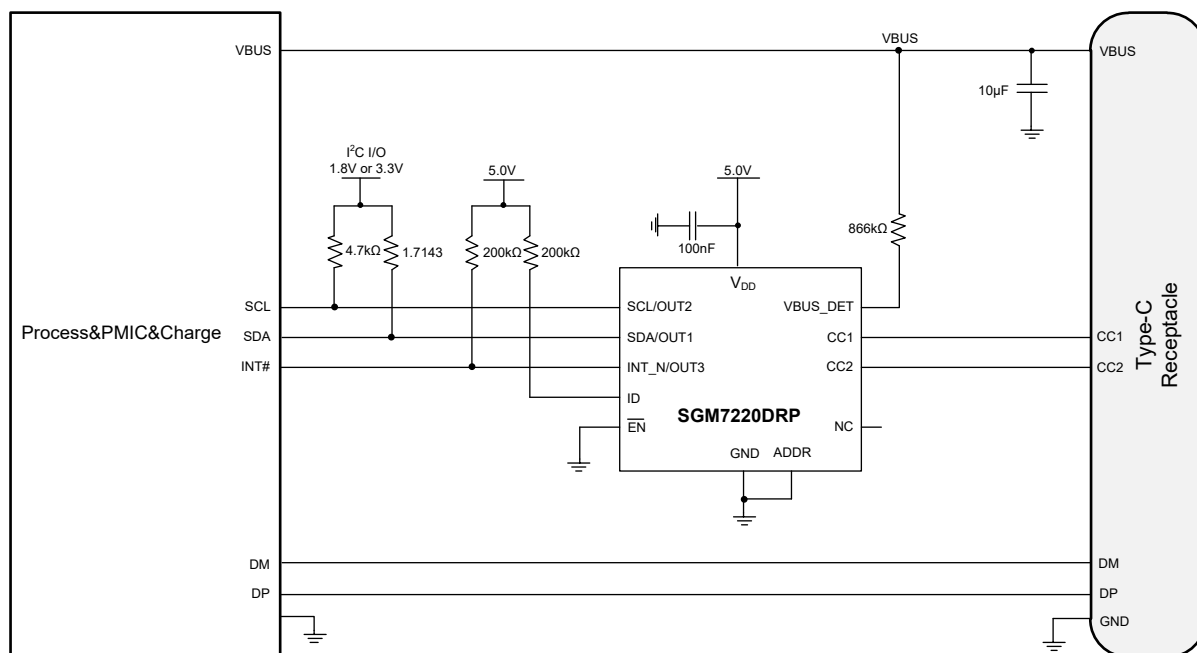 VBUS
VBUS
VBUS
10µF
I²C I/O
1.8V or 3.3V
5.0V
5.0V
4.7kΩ
1.7143
200kΩ
200kΩ
100nF
866kΩ
V_DD
SCL
SCL/OUT2
VBUS_DET
Process&PMIC&Charge
SDA
SDA/OUT1
CC1
CC1
INT#
INT_N/OUT3
CC2
CC2
Type-C
Receptacle
ID
SGM7220DRP
EN
NC
GND
ADDR
DM
DM
DP
DP
GND